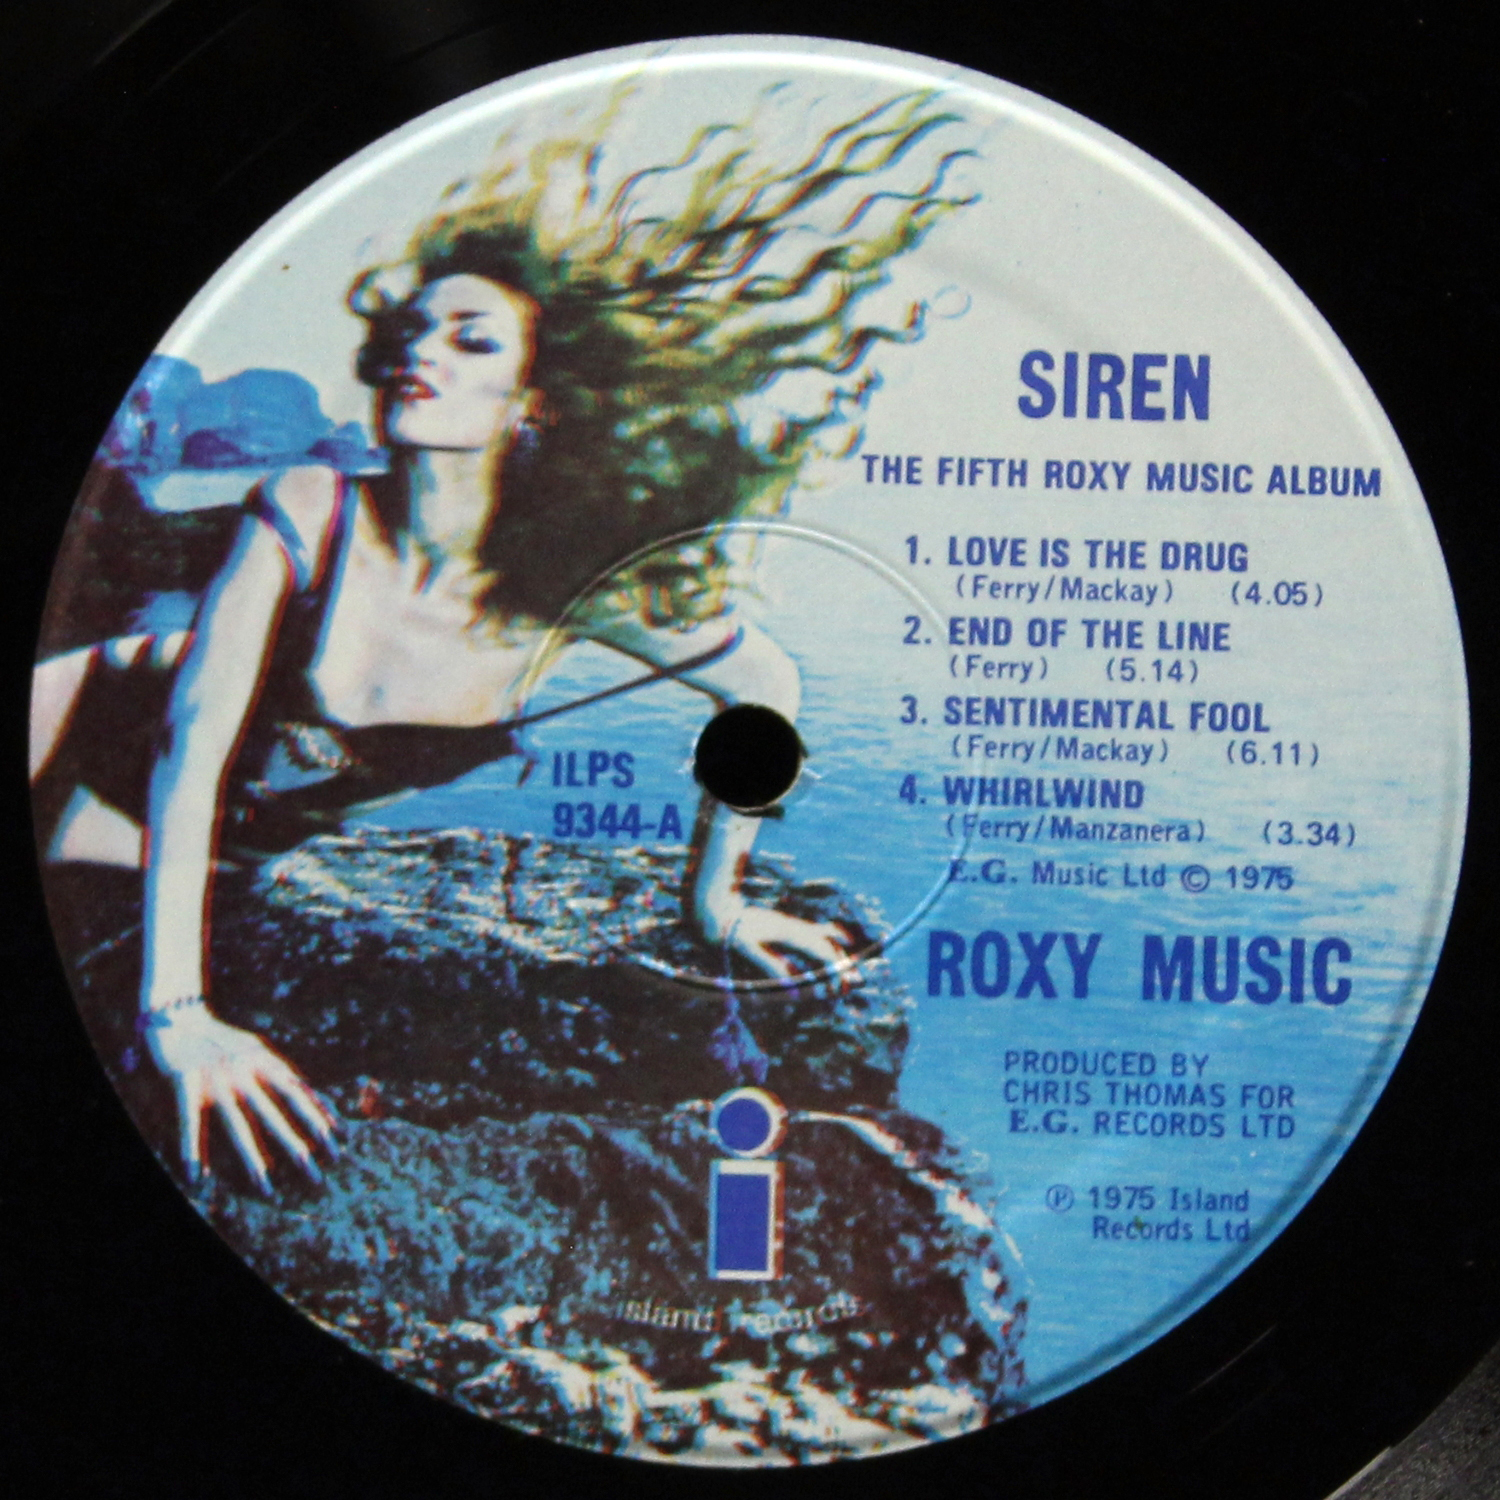 SIREN
THE FIFTH ROXY MUSIC ALBUM
1. LOVE IS THE DRUG
(Ferry/Mackay) (4.05)
2. END OF THE LINE
(Ferry) (5.14)
3. SENTIMENTAL FOOL
(Ferry/Mackay) (6.11)
4. WHIRLWIND
(Ferry/Manzanera) (3.34)
E.G. Music Ltd © 1975
ILPS
9344-A
ROXY MUSIC
PRODUCED BY
CHRIS THOMAS FOR
E.G. RECORDS LTD
℗ 1975 Island
Records Ltd
i
island records